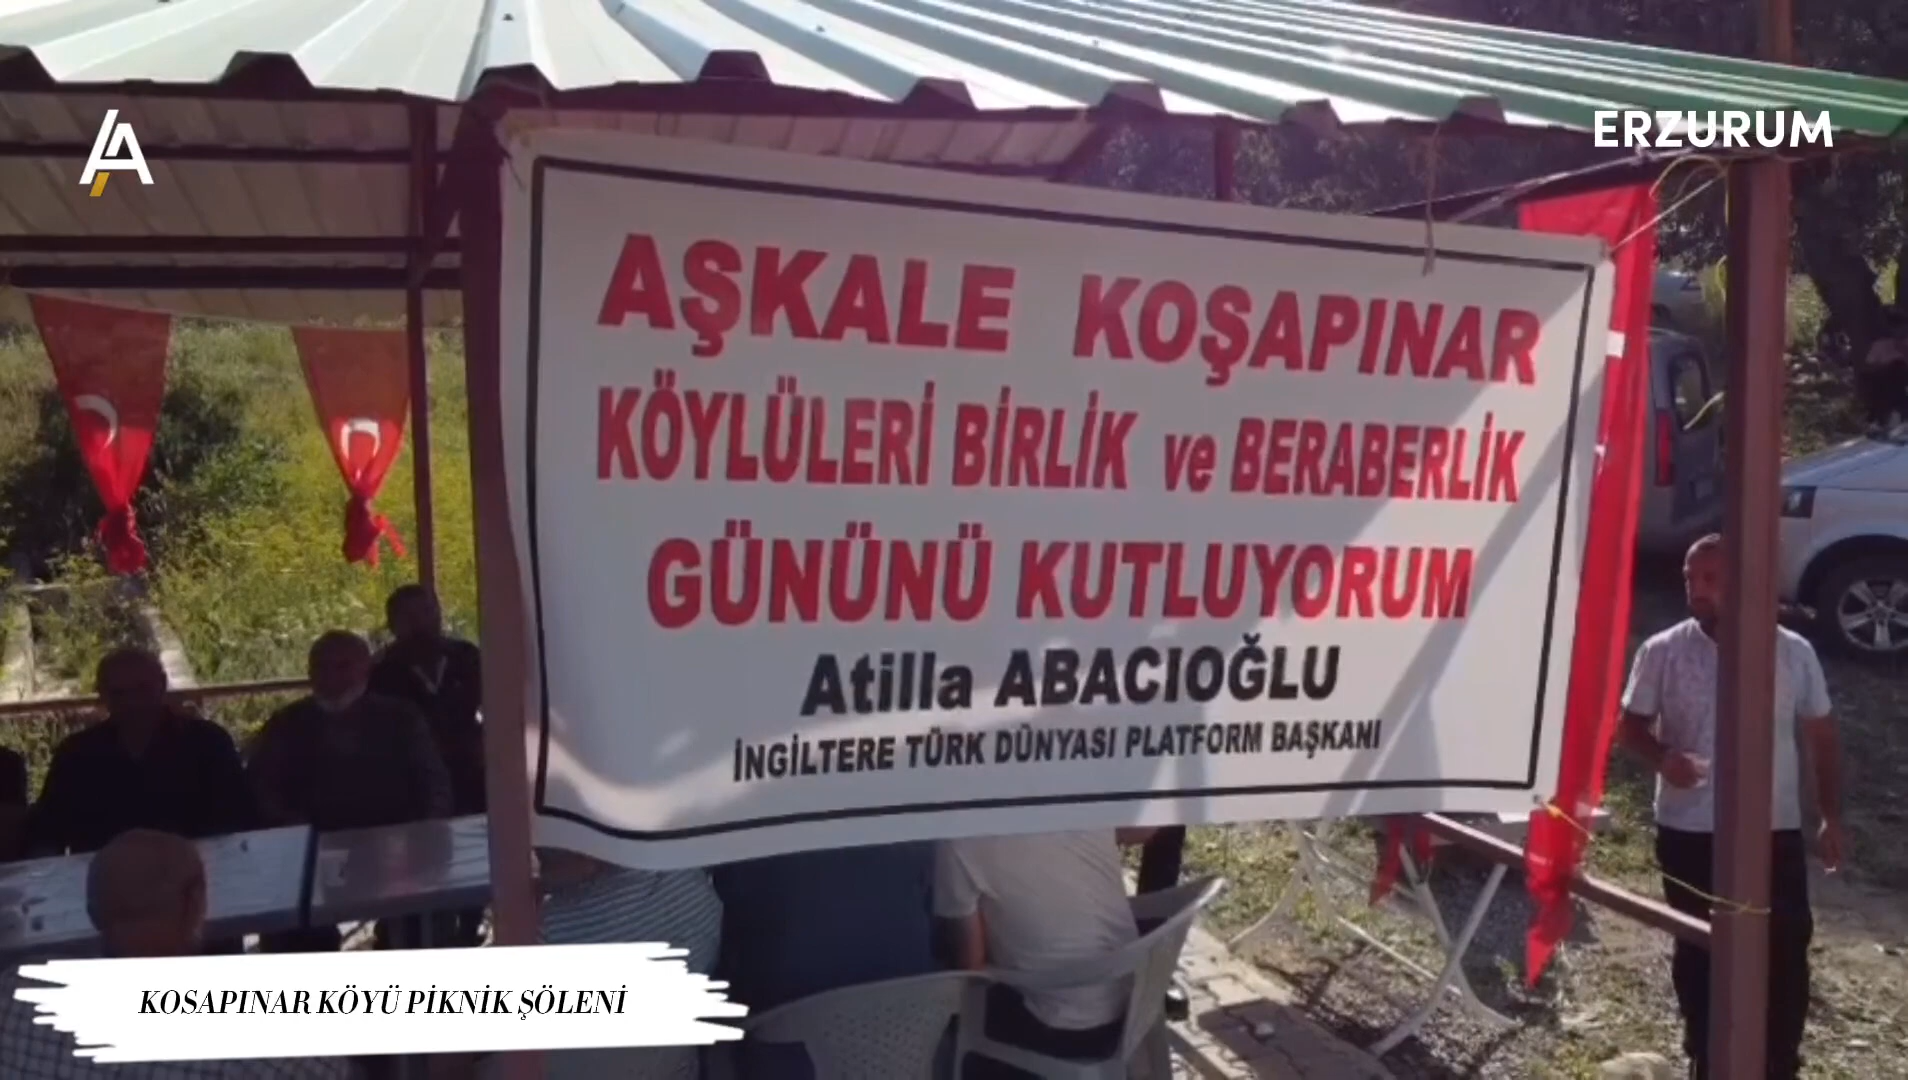 ERZURUM
AŞKALE KOŞAPINAR
KÖYLÜLERİ BİRLİK ve BERABERLİK
GÜNÜNÜ KUTLUYORUM
Atilla ABACIOĞLU
İNGİLTERE TÜRK DÜNYASI PLATFORM BAŞKANI
KOSAPINAR KÖYÜ PİKNİK ŞÖLENİ